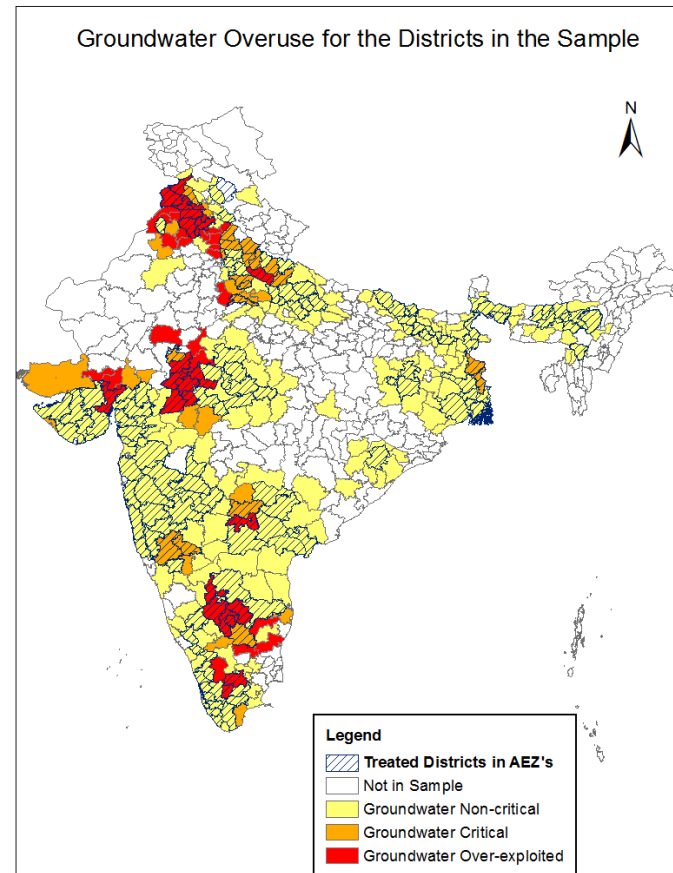 Groundwater Overuse for the Districts in the Sample
N
Legend
Treated Districts in AEZ's
Not in Sample
Groundwater Non-critical
Groundwater Critical
Groundwater Over-exploited